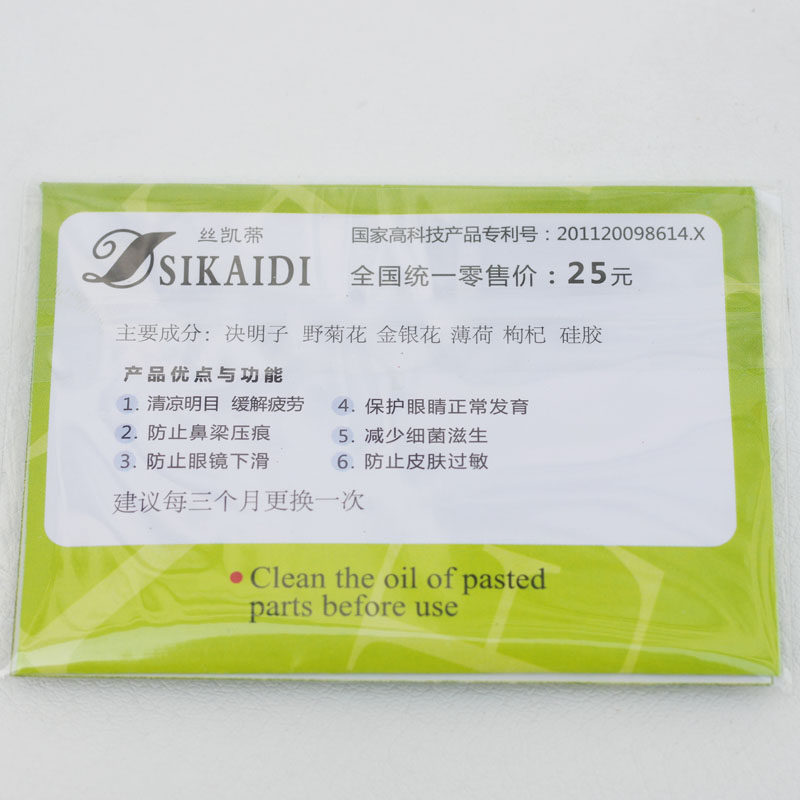 丝凯蒂
SIKAIDI
国家高科技产品专利号：201120098614.X
全国统一零售价：25元
主要成分：决明子 野菊花 金银花 薄荷 枸杞 硅胶
产品优点与功能
1. 清凉明目 缓解疲劳
2. 防止鼻梁压痕
3. 防止眼镜下滑
4. 保护眼睛正常发育
5. 减少细菌滋生
6. 防止皮肤过敏
建议每三个月更换一次
• Clean the oil of pasted
parts before use